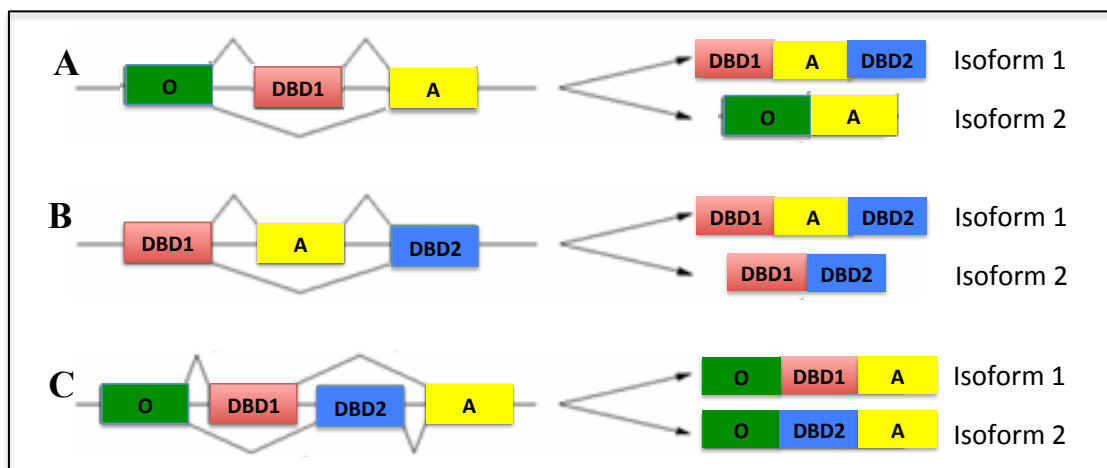 A
O DBD1 A
DBD1 A DBD2 Isoform 1
O A Isoform 2
B
DBD1 A DBD2
DBD1 A DBD2 Isoform 1
DBD1 DBD2 Isoform 2
C
O DBD1 DBD2 A
O DBD1 A Isoform 1
O DBD2 A Isoform 2